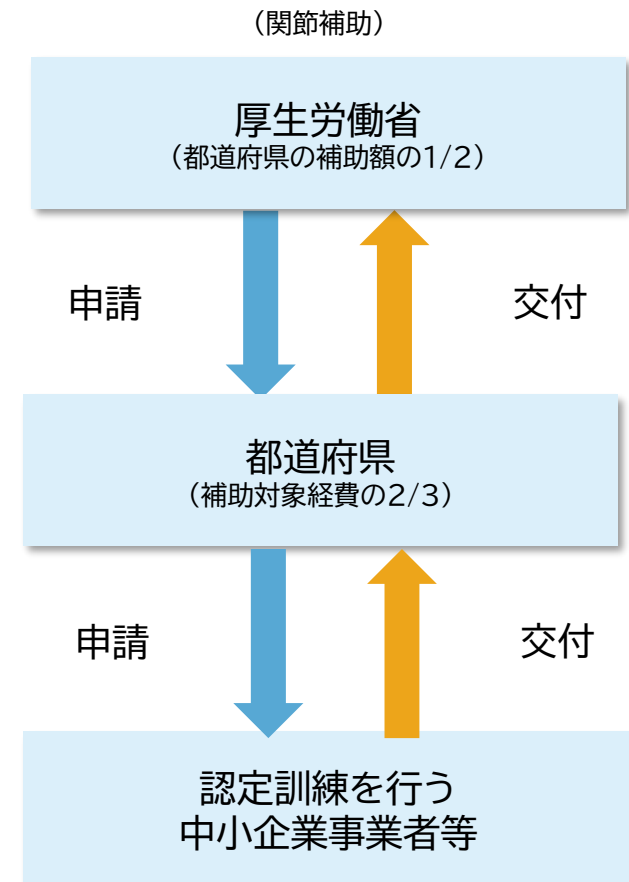 （関節補助）
厚生労働省
（都道府県の補助額の1/2）
申請
交付
都道府県
（補助対象経費の2/3）
申請
交付
認定訓練を行う
中小企業事業者等